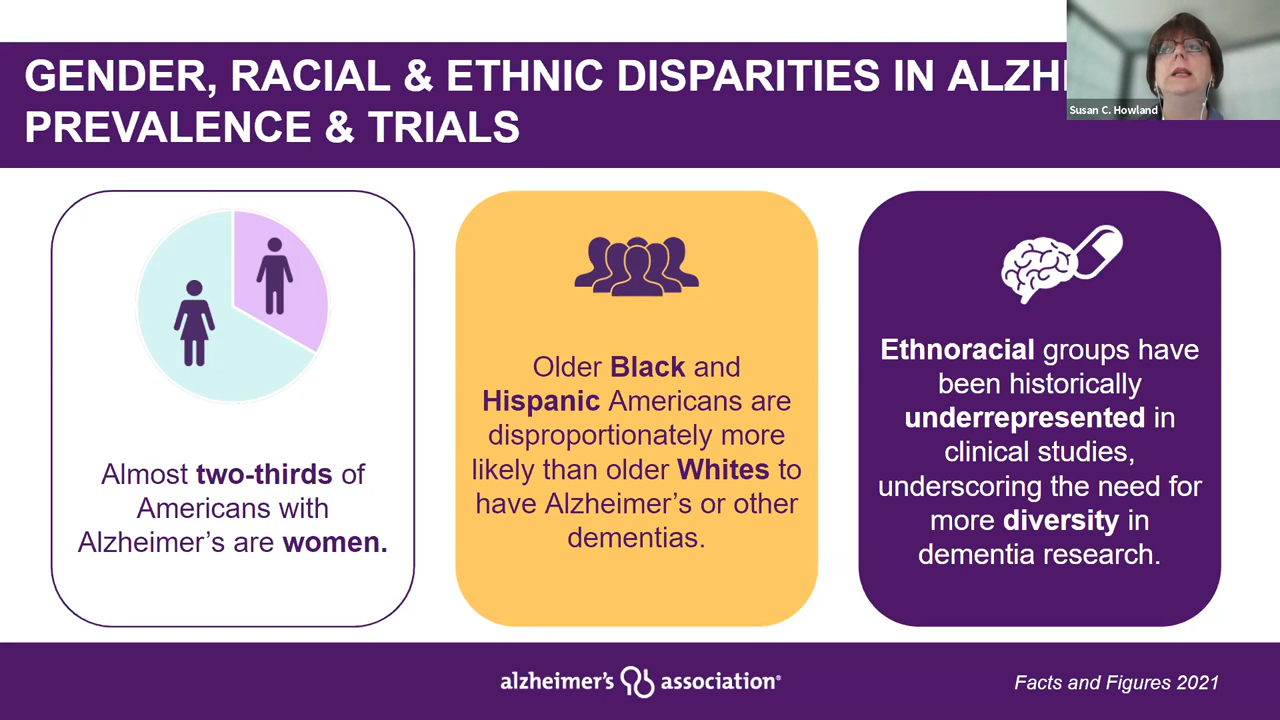 GENDER, RACIAL & ETHNIC DISPARITIES IN
PREVALENCE & TRIALS
Susan C. Howland
Almost two-thirds of
Americans with
Alzheimer’s are women.
Older Black and
Hispanic Americans are
disproportionately more
likely than older Whites to
have Alzheimer’s or other
dementias.
Ethnoracial groups have
been historically
underrepresented in
clinical studies,
underscoring the need for
more diversity in
dementia research.
alzheimer's association®
Facts and Figures 2021